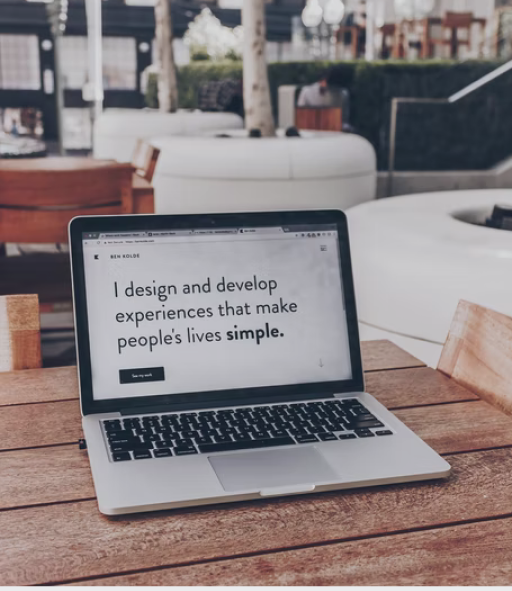 BEN KOLDE
I design and develop
experiences that make
people's lives simple.
See my work